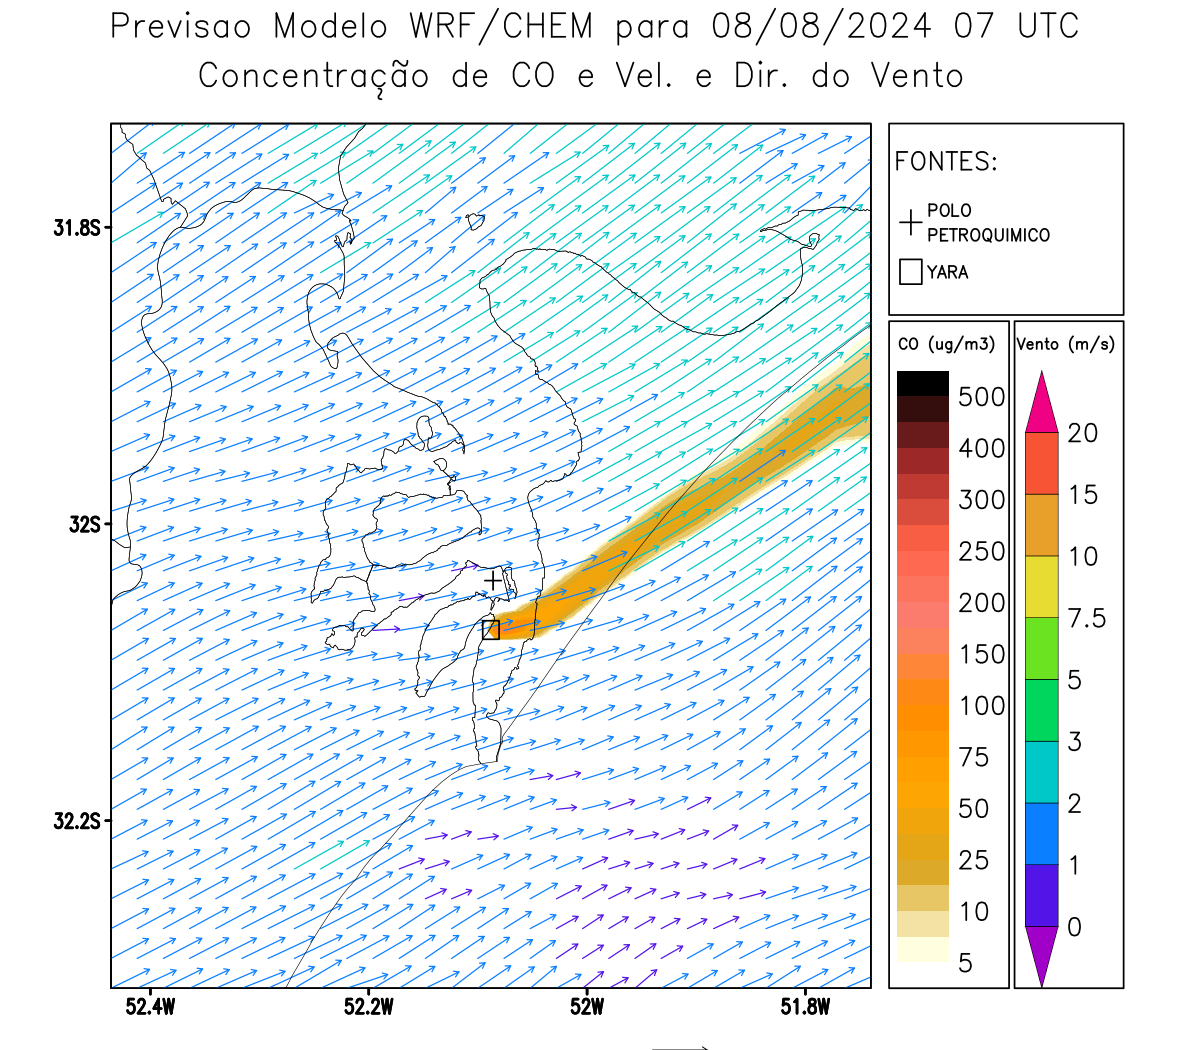 Previsao Modelo WRF/CHEM para 08/08/2024 07 UTC
Concentração de CO e Vel. e Dir. do Vento
FONTES:
POLO
PETROQUIMICO
YARA
31.8S
32S
32.2S
52.4W
52.2W
52W
51.8W
CO (ug/m3)
500
400
300
250
200
150
100
75
50
25
10
5
Vento (m/s)
20
15
10
7.5
5
3
2
1
0